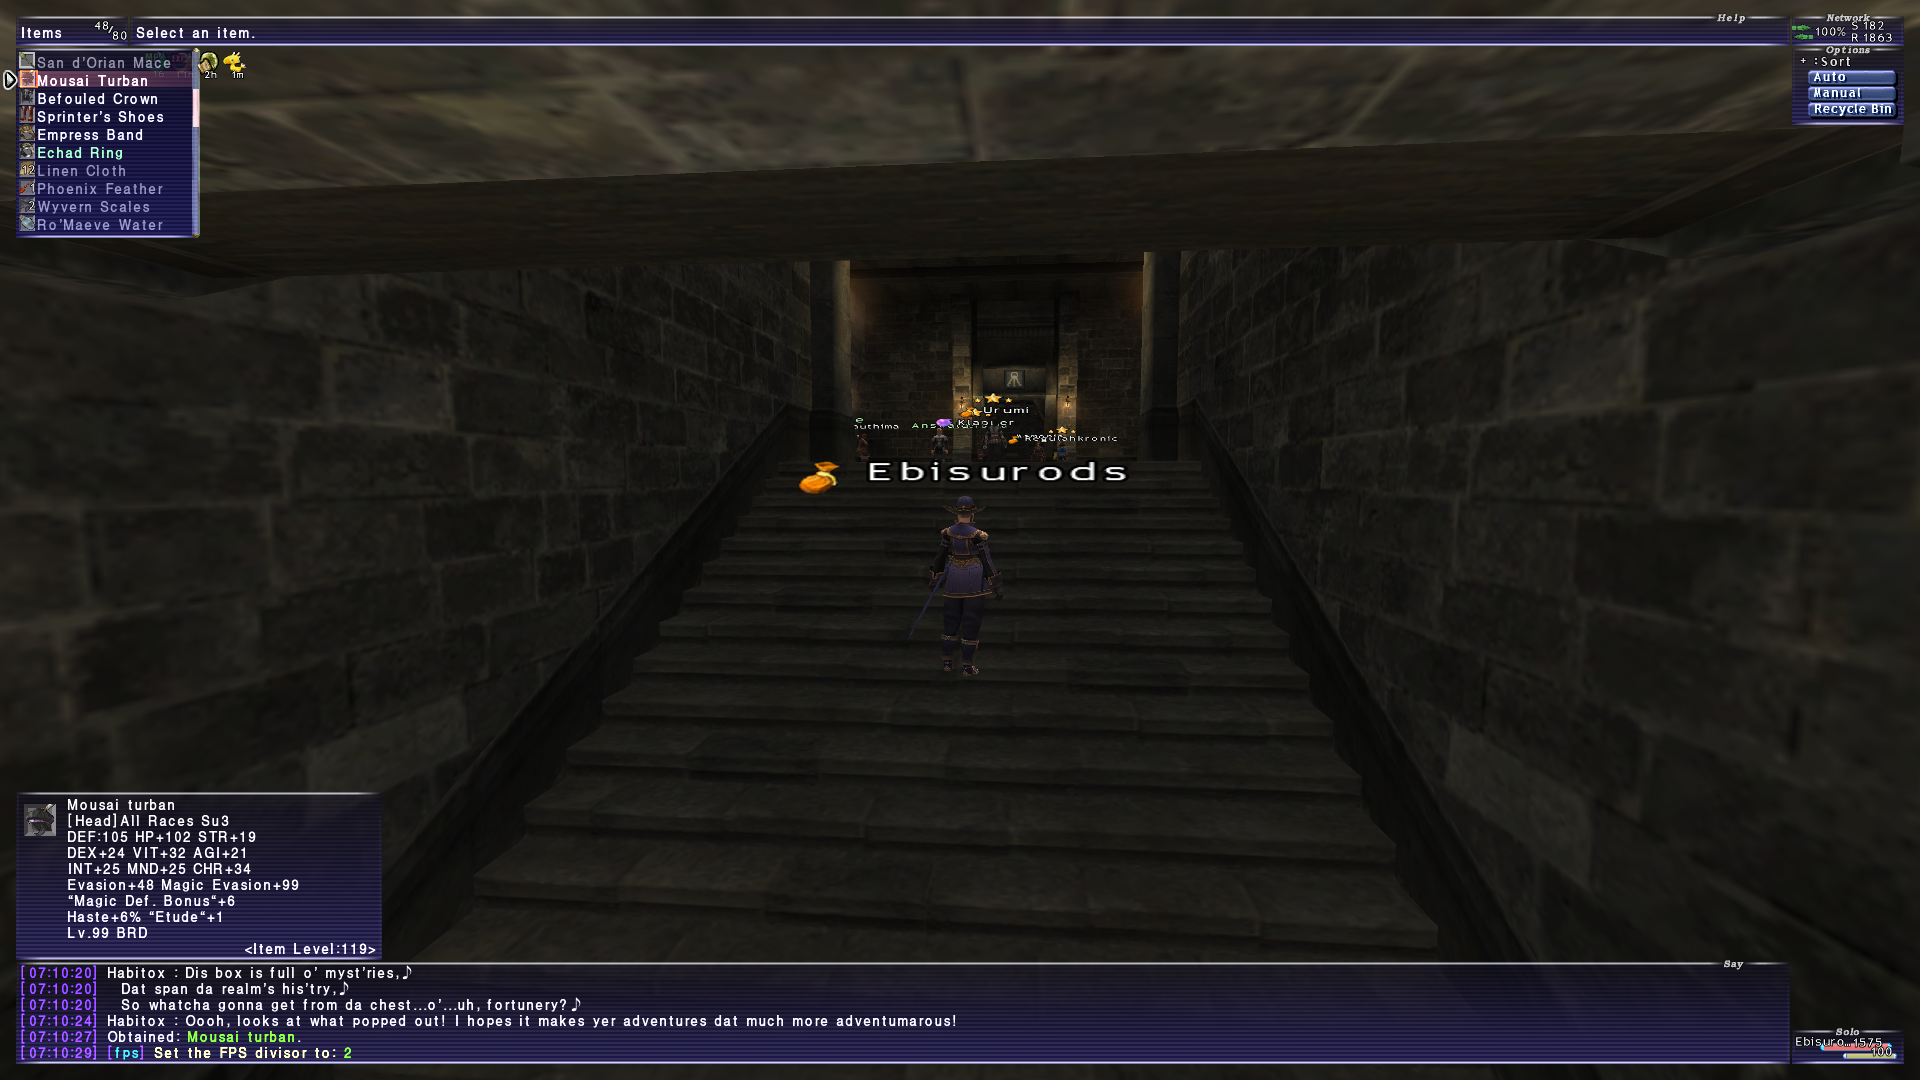 Items 48/80
Select an item.
Help
Network
100% S 182
R 1863
Options
+ :Sort
Auto
Manual
Recycle Bin
San d'Orian Mace
Mousai Turban
Befouled Crown
Sprinter's Shoes
Empress Band
Echad Ring
12 Linen Cloth
1 Phoenix Feather
2 Wyvern Scales
Ro'Maeve Water
2h
1m
Urumi
Ebisurods
Mousai turban
[Head]All Races Su3
DEF:105 HP+102 STR+19
DEX+24 VIT+32 AGI+21
INT+25 MND+25 CHR+34
Evasion+48 Magic Evasion+99
“Magic Def. Bonus“+6
Haste+6% “Etude“+1
Lv.99 BRD
<Item Level:119>
Say
[07:10:20] Habitox : Dis box is full o' myst'ries,♪
[07:10:20] Dat span da realm's his'try,♪
[07:10:20] So whatcha gonna get from da chest...o'...uh, fortunery?♪
[07:10:24] Habitox : Oooh, looks at what popped out! I hopes it makes yer adventures dat much more adventumarous!
[07:10:27] Obtained: Mousai turban.
[07:10:29] [fps] Set the FPS divisor to: 2
Solo
Ebisuro…1575
100